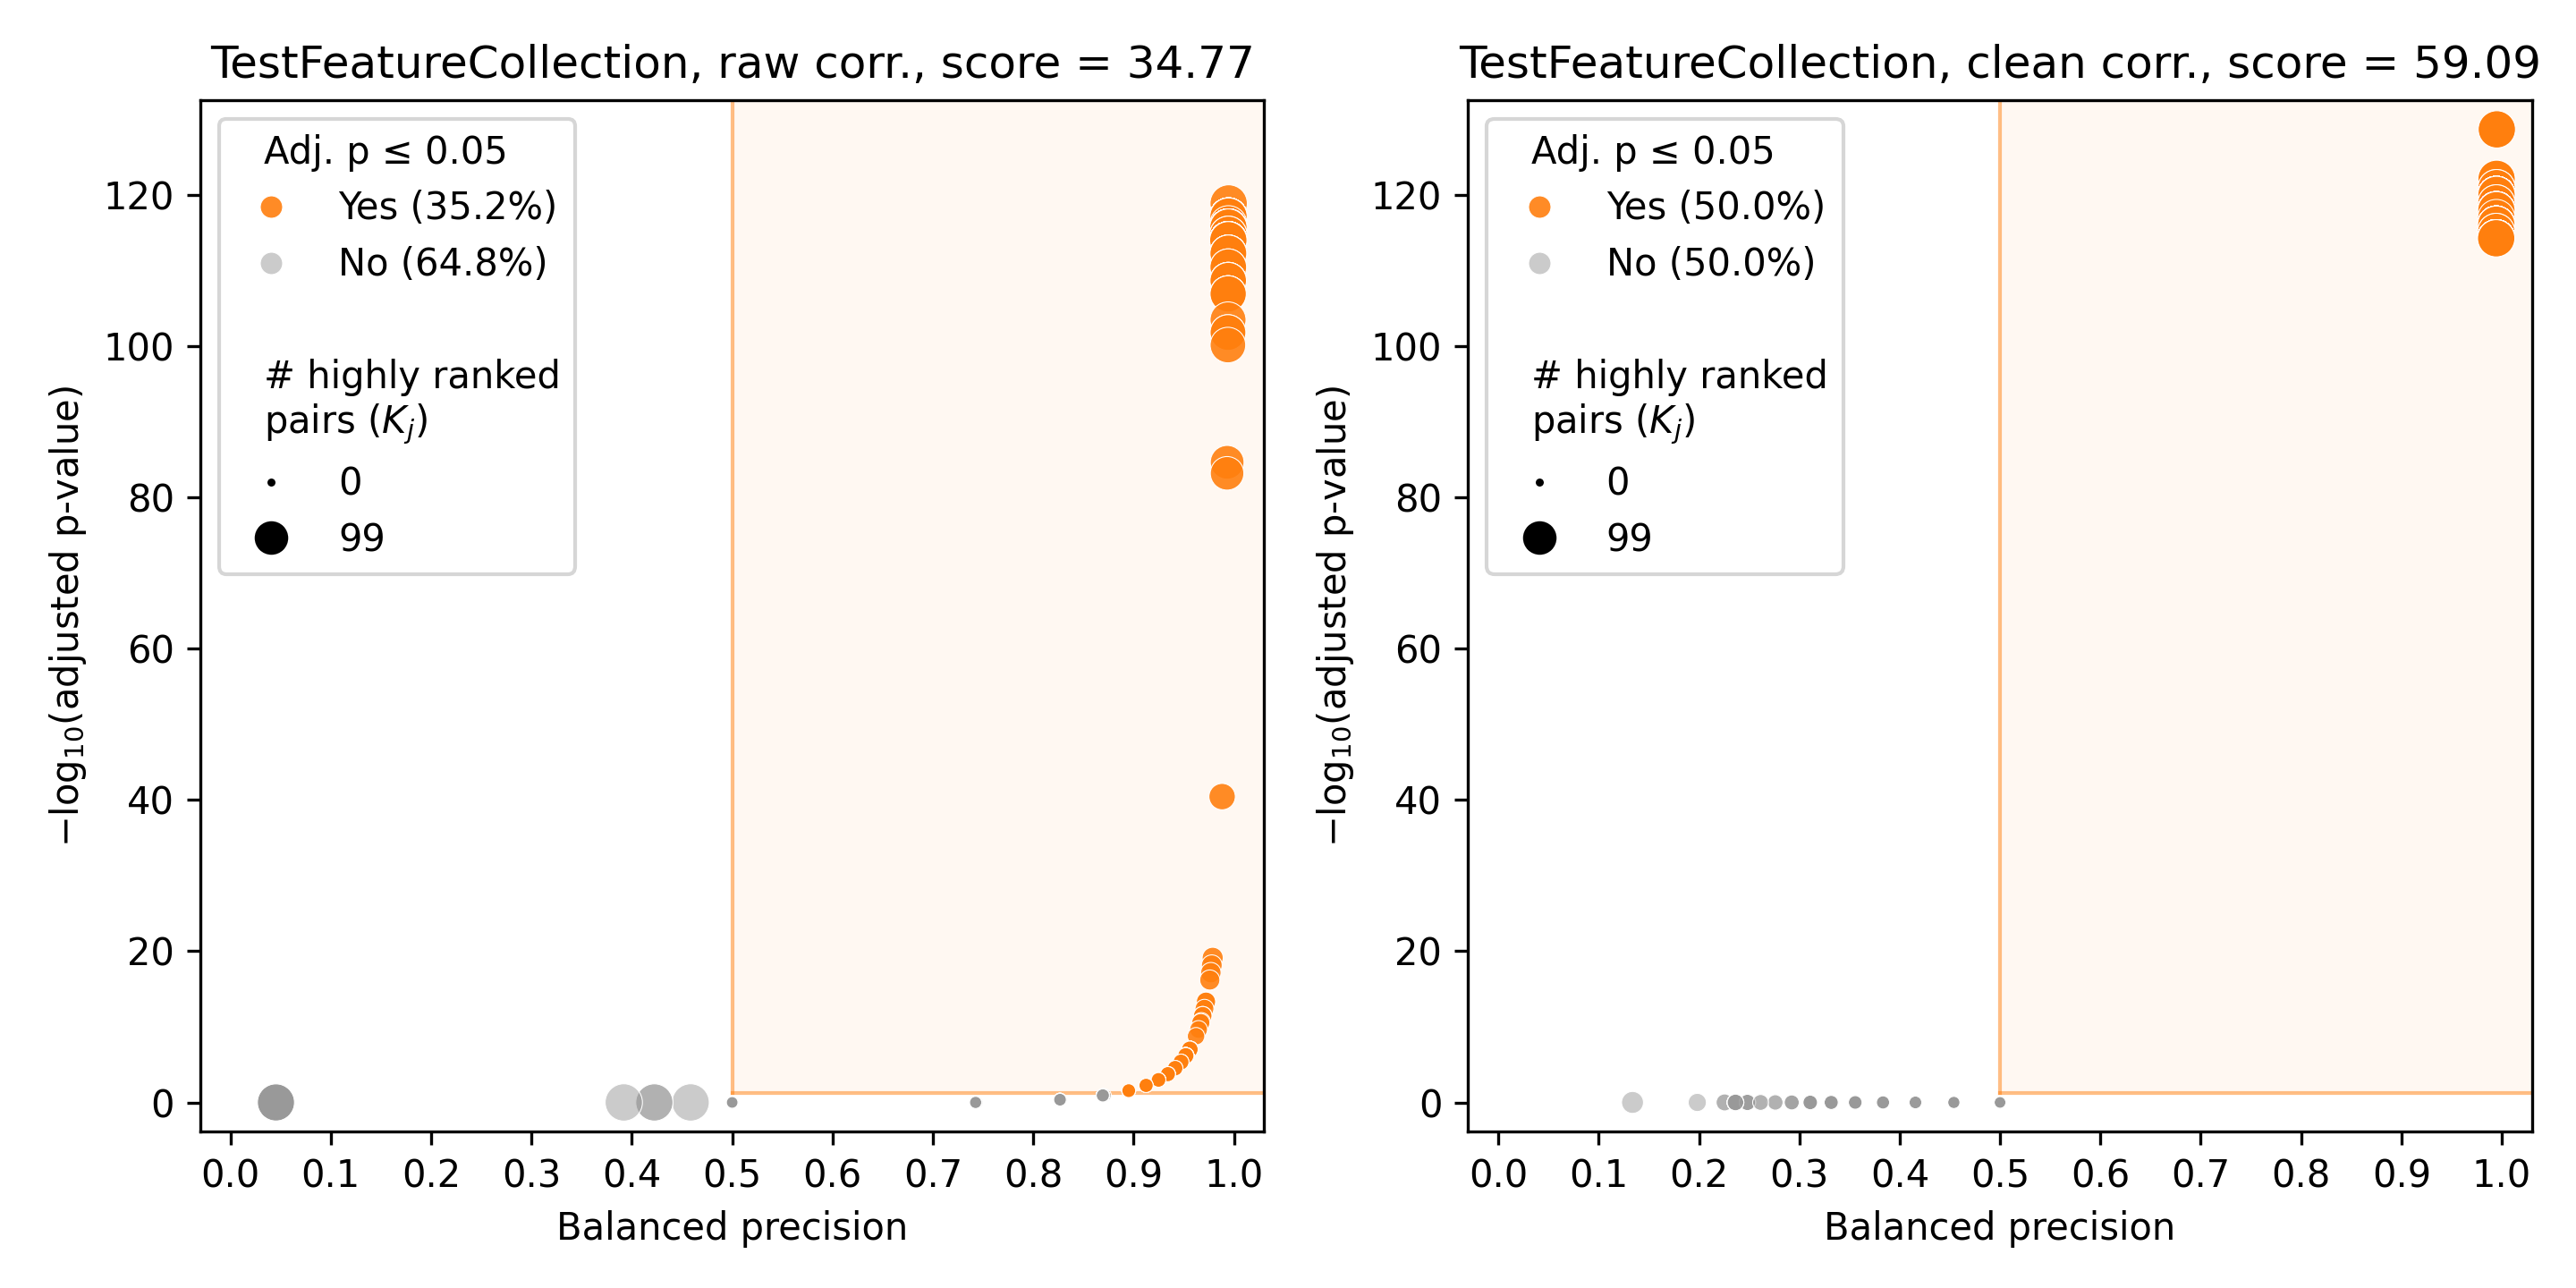 TestFeatureCollection, raw corr., score = 34.77
Adj. p ≤ 0.05
Yes (35.2%)
No (64.8%)
# highly ranked
pairs (Kj)
0
99
120
100
80
60
40
20
0
−log10(adjusted p-value)
0.0 0.1 0.2 0.3 0.4 0.5 0.6 0.7 0.8 0.9 1.0
Balanced precision
TestFeatureCollection, clean corr., score = 59.09
Adj. p ≤ 0.05
Yes (50.0%)
No (50.0%)
# highly ranked
pairs (Kj)
0
99
120
100
80
60
40
20
0
−log10(adjusted p-value)
0.0 0.1 0.2 0.3 0.4 0.5 0.6 0.7 0.8 0.9 1.0
Balanced precision